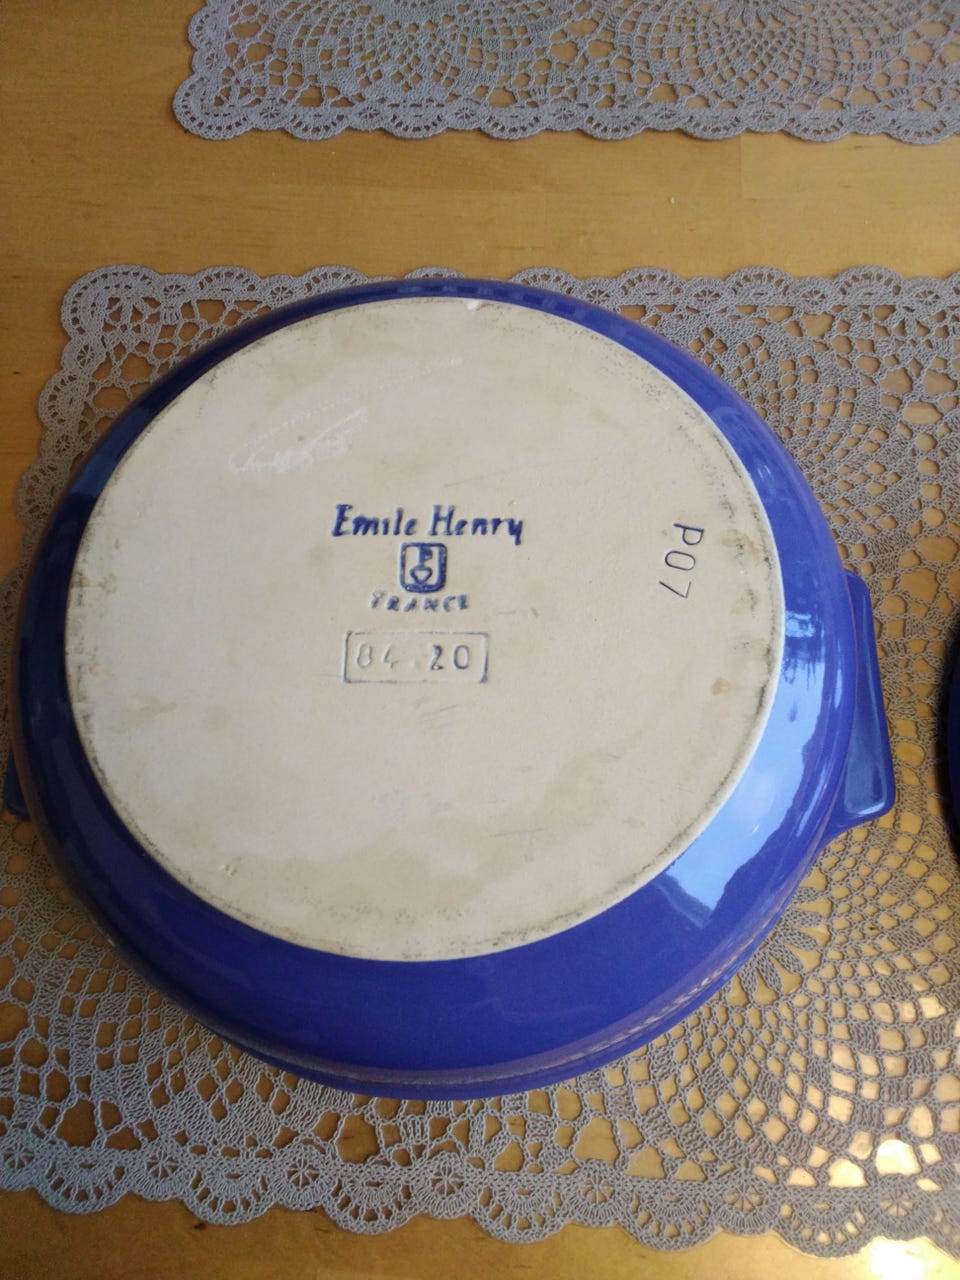 Emile Henry
FRANCE
84.20
P07